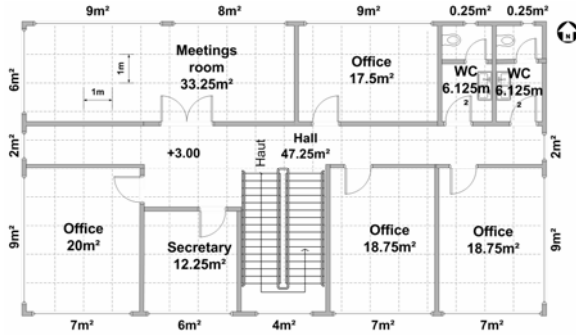 9m²
8m²
9m²
0.25m²
0.25m²
N
6m²
1m
1m
Meetings
room
33.25m²
Office
17.5m²
WC
6.125m
²
WC
6.125m
²
2m²
+3.00
Haut
Hall
47.25m²
2m²
9m²
Office
20m²
Secretary
12.25m²
Office
18.75m²
Office
18.75m²
9m²
7m²
6m²
4m²
7m²
7m²